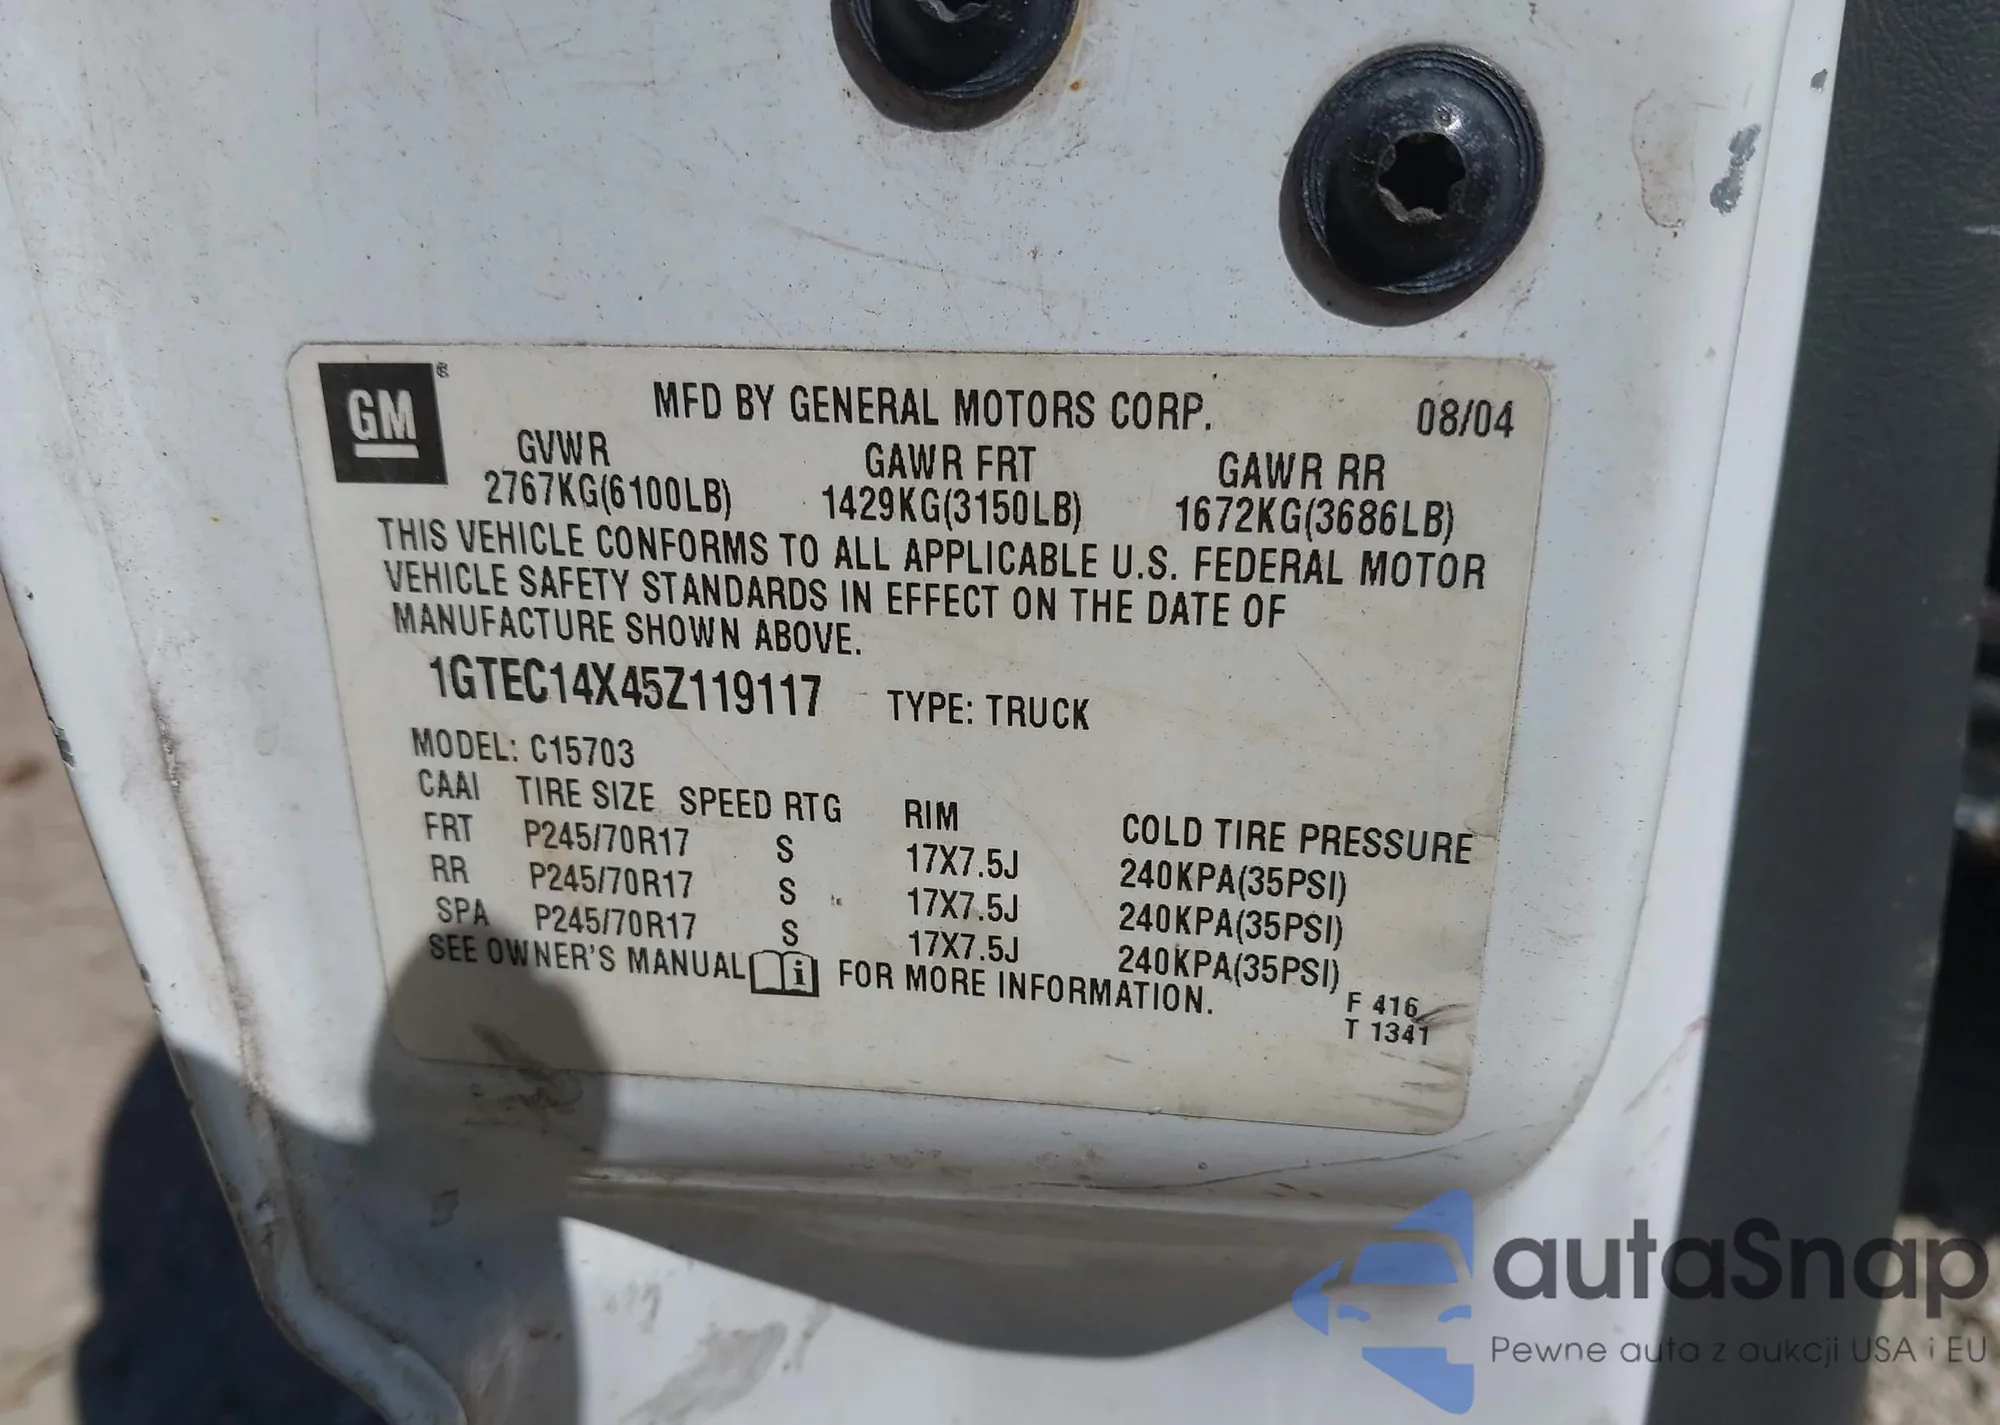 GM®
MFD BY GENERAL MOTORS CORP. 08/04
GVWR GAWR FRT GAWR RR
2767KG(6100LB) 1429KG(3150LB) 1672KG(3686LB)
THIS VEHICLE CONFORMS TO ALL APPLICABLE U.S. FEDERAL MOTOR
VEHICLE SAFETY STANDARDS IN EFFECT ON THE DATE OF
MANUFACTURE SHOWN ABOVE.
1GTEC14X45Z119117 TYPE: TRUCK
MODEL: C15703
CAAI TIRE SIZE SPEED RTG RIM COLD TIRE PRESSURE
FRT P245/70R17 S 17X7.5J 240KPA(35PSI)
RR P245/70R17 S 17X7.5J 240KPA(35PSI)
SPA P245/70R17 S 17X7.5J 240KPA(35PSI)
SEE OWNER'S MANUAL i FOR MORE INFORMATION.
F 416
T 1341
autaSnap
Pewne auta z aukcji USA i EU